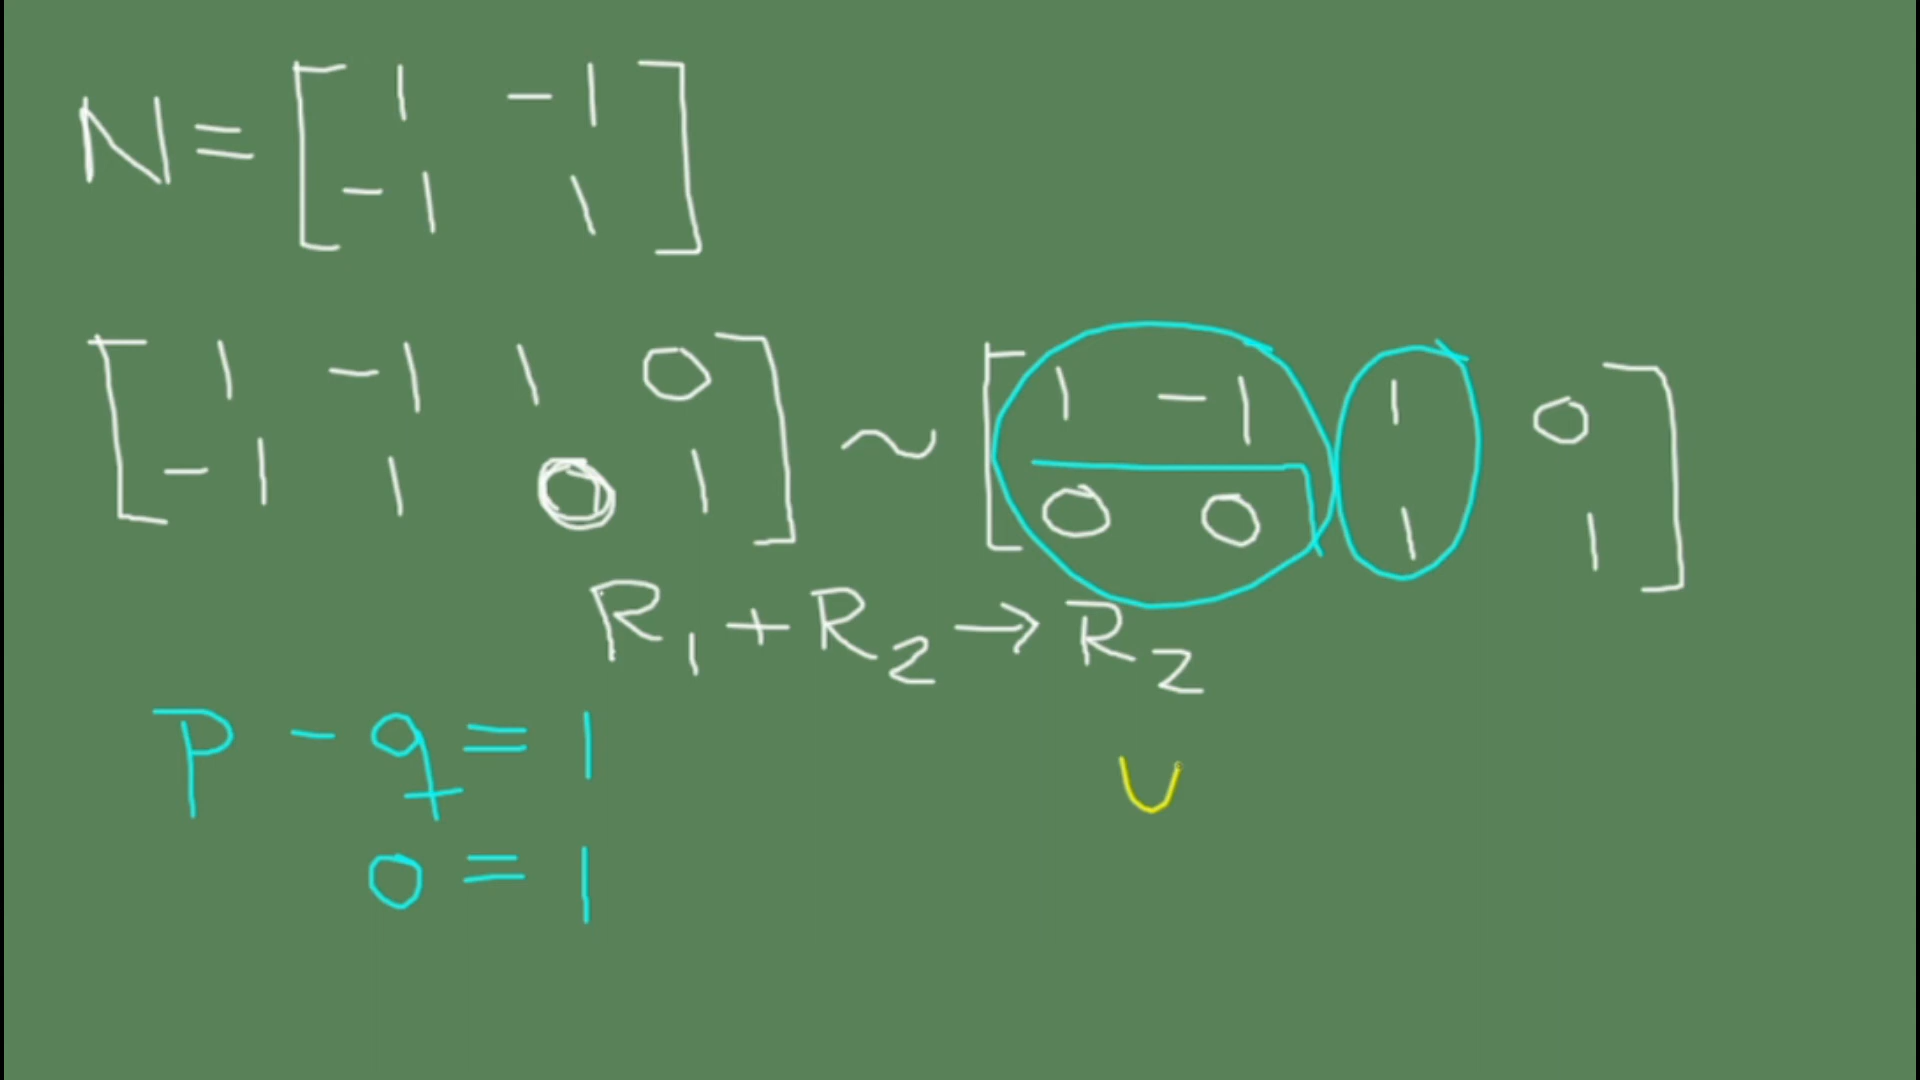 N = [ 1 -1
-1 1 ]
[ 1 -1 1 0
-1 1 0 1 ] ~ [ 1 -1 1 0
0 0 1 1 ]
R₁ + R₂ → R₂
P - q = 1
0 = 1
U